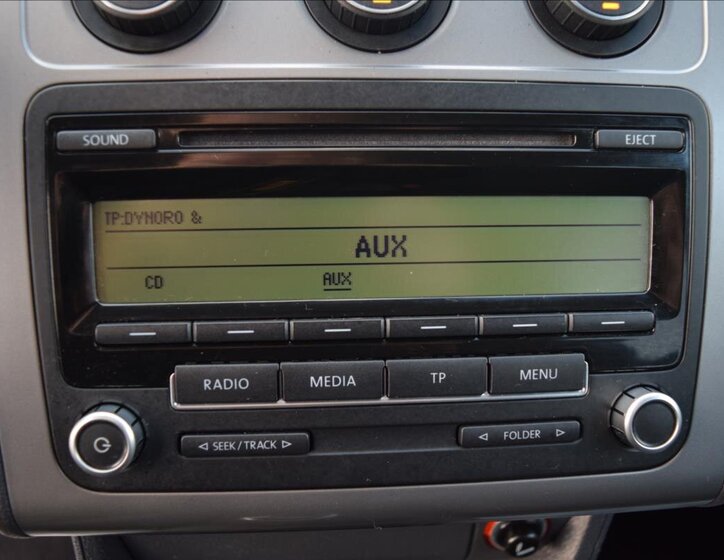 SOUND
EJECT
TP:DYNORO &
AUX
CD AUX
RADIO MEDIA TP MENU
◁ SEEK/TRACK ▷
◁ FOLDER ▷